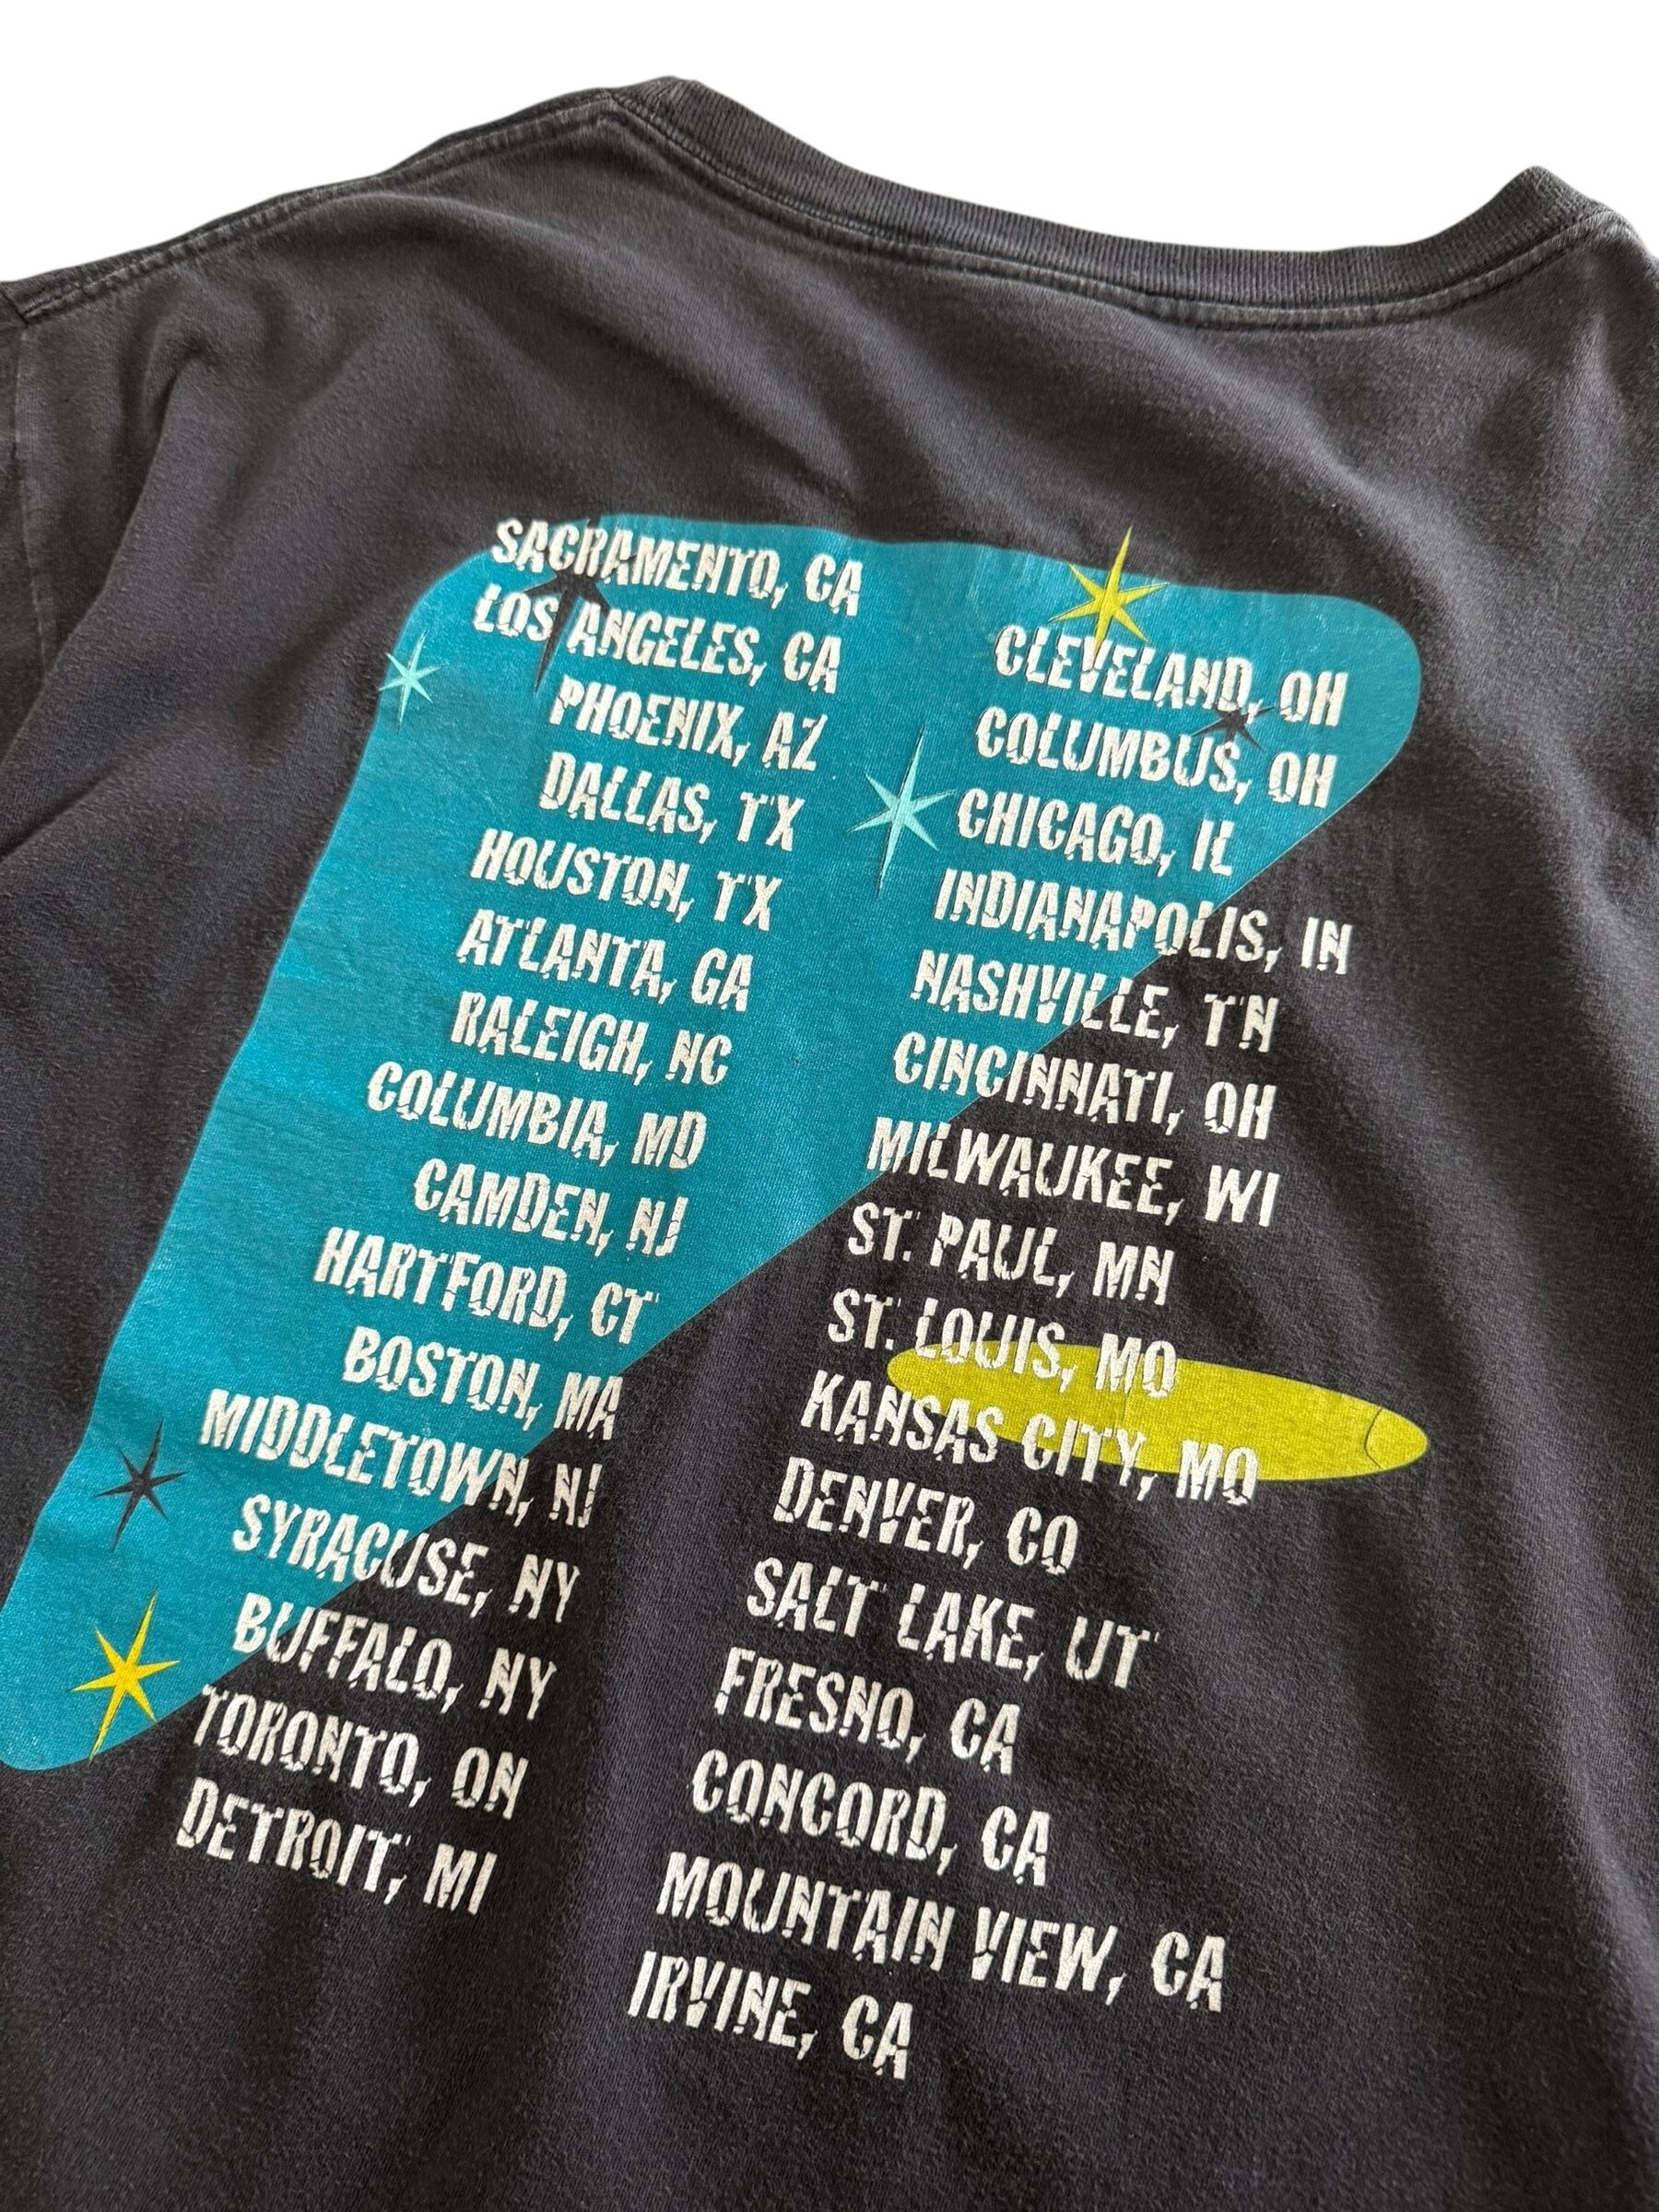 SACRAMENTO, CA
LOS ANGELES, CA
PHOENIX, AZ
DALLAS, TX
HOUSTON, TX
ATLANTA, GA
RALEIGH, NC
COLUMBIA, MD
CAMDEN, NJ
HARTFORD, CT
BOSTON, MA
MIDDLETOWN, NJ
SYRACUSE, NY
BUFFALO, NY
TORONTO, ON
DETROIT, MI
CLEVELAND, OH
COLUMBUS, OH
CHICAGO, IL
INDIANAPOLIS, IN
NASHVILLE, TN
CINCINNATI, OH
MILWAUKEE, WI
ST. PAUL, MN
ST. LOUIS, MO
KANSAS CITY, MO
DENVER, CO
SALT LAKE, UT
FRESNO, CA
CONCORD, CA
MOUNTAIN VIEW, CA
IRVINE, CA